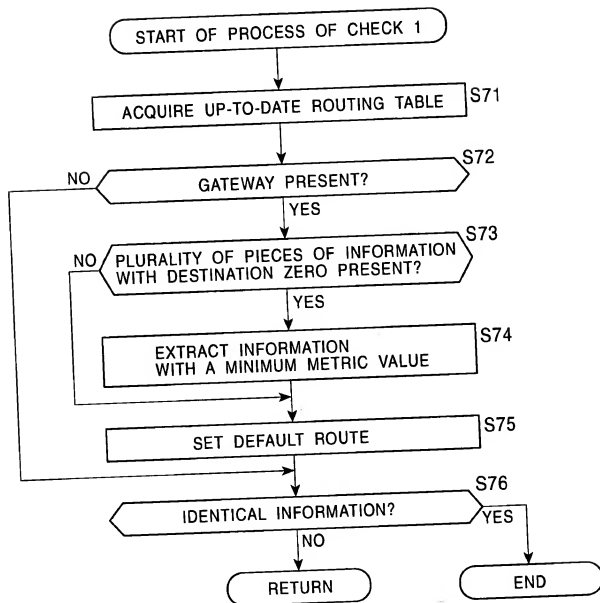 START OF PROCESS OF CHECK 1
ACQUIRE UP-TO-DATE ROUTING TABLE
S71
S72
NO
GATEWAY PRESENT?
YES
S73
NO
PLURALITY OF PIECES OF INFORMATION
WITH DESTINATION ZERO PRESENT?
YES
S74
EXTRACT INFORMATION
WITH A MINIMUM METRIC VALUE
S75
SET DEFAULT ROUTE
S76
IDENTICAL INFORMATION?
YES
NO
RETURN
END